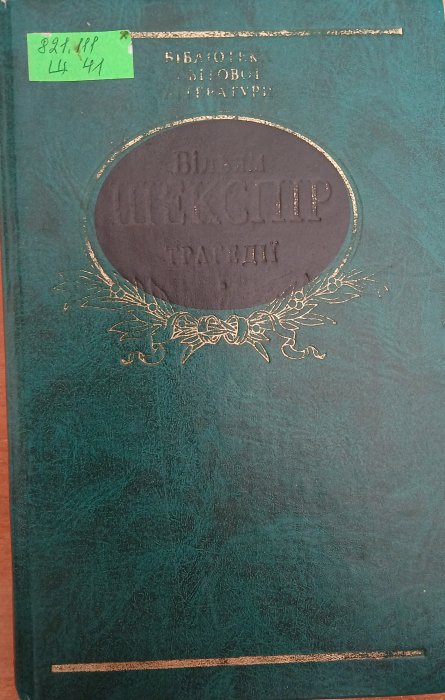 821.111
Ш 41
БІБЛІОТЕКА
СВІТОВОЇ
ЛІТЕРАТУРИ
Вільям
ШЕКСПІР
ТРАГЕДІЇ